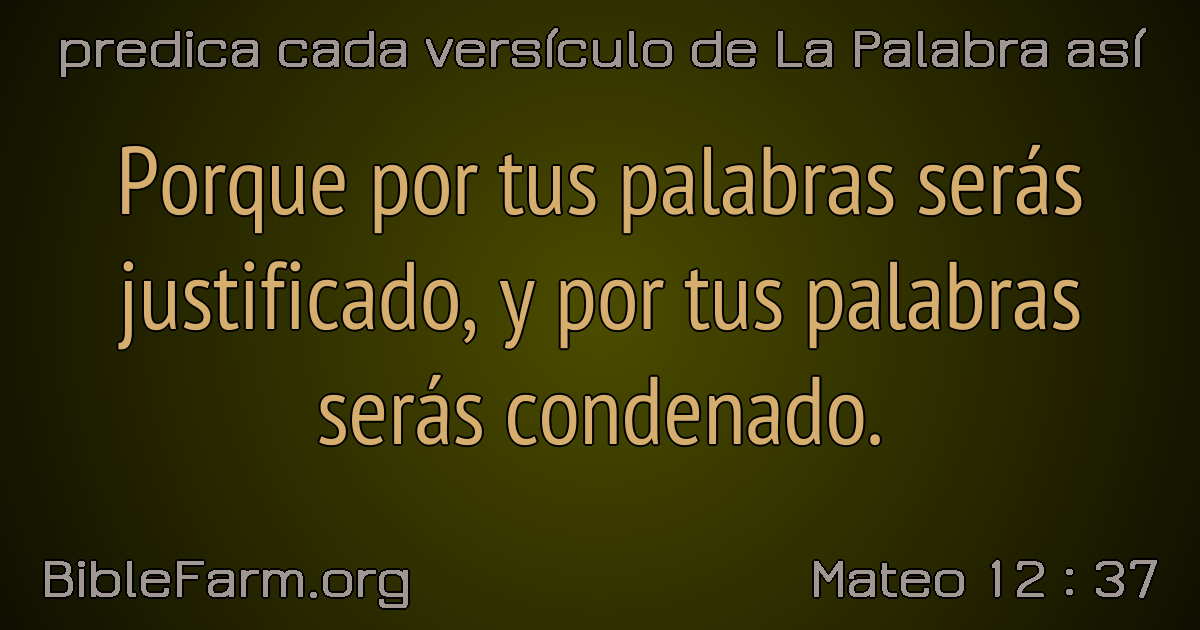 predica cada versículo de La Palabra así
Porque por tus palabras serás
justificado, y por tus palabras
serás condenado.
BibleFarm.org
Mateo 12 : 37